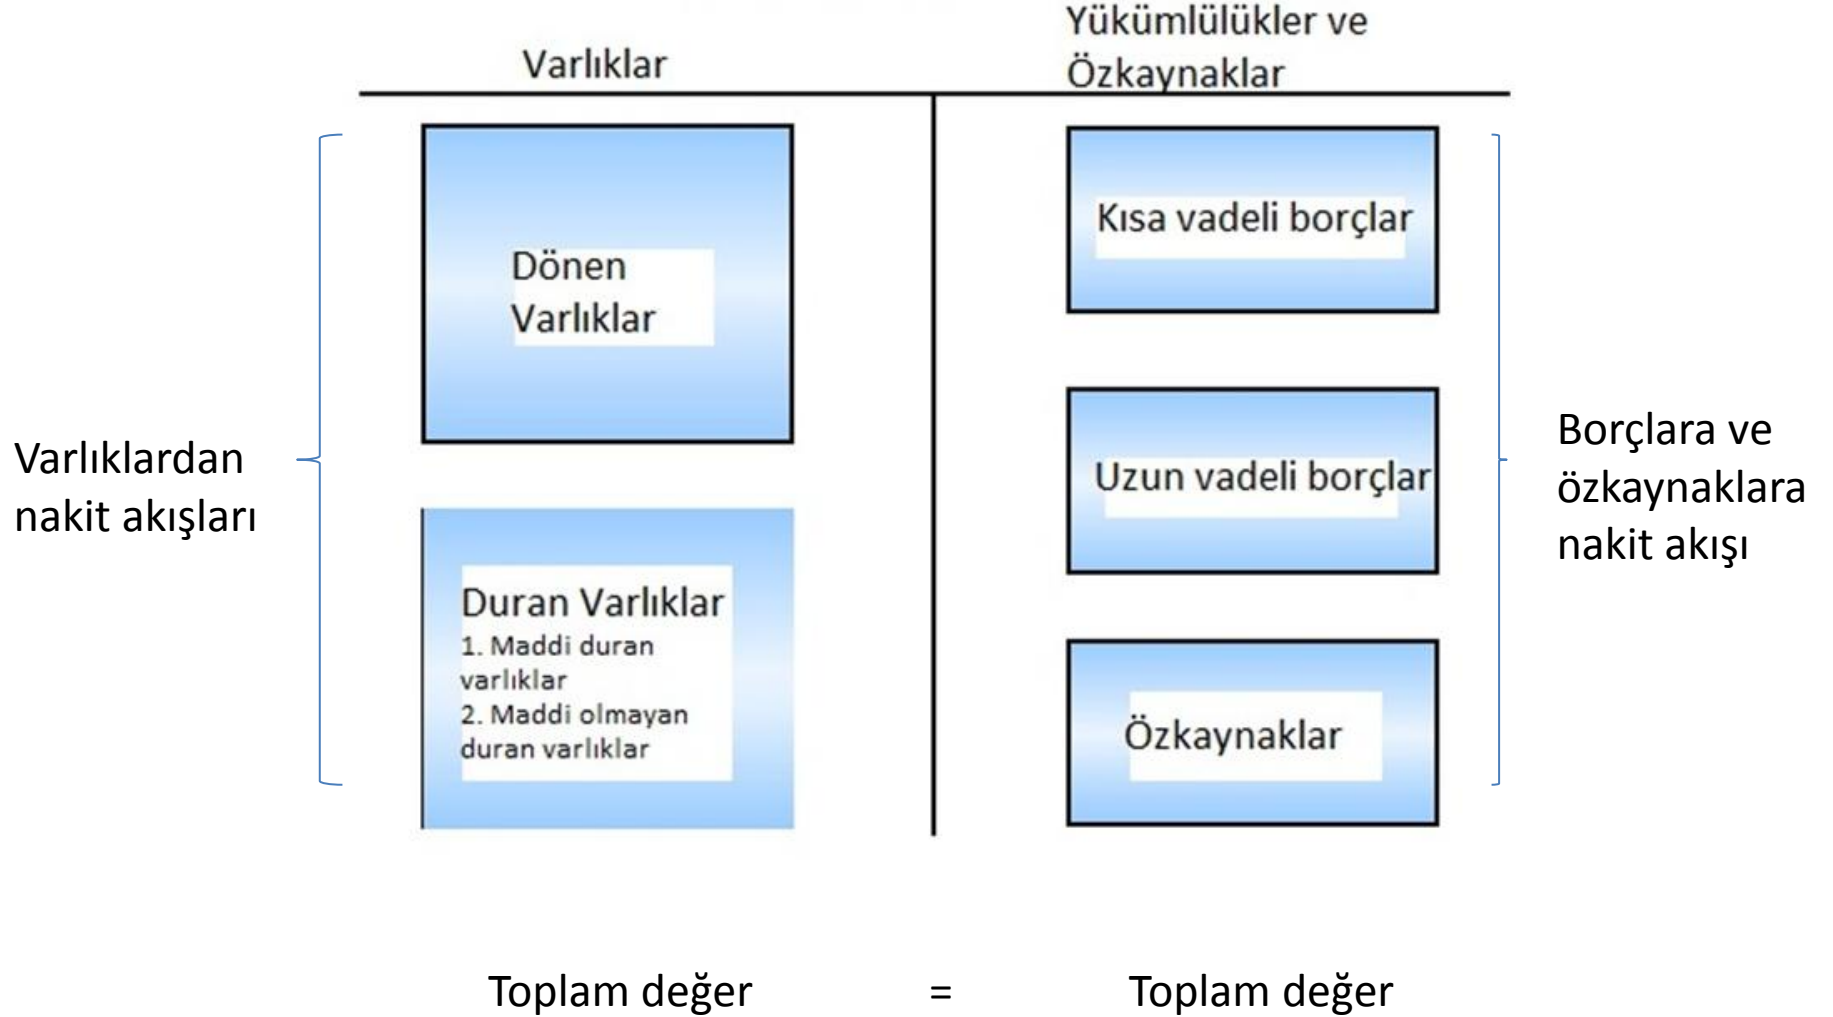 Varlıklar
Yükümlülükler ve
Özkaynaklar
Varlıklardan
nakit akışları
Dönen
Varlıklar
Duran Varlıklar
1. Maddi duran
varlıklar
2. Maddi olmayan
duran varlıklar
Kısa vadeli borçlar
Uzun vadeli borçlar
Özkaynaklar
Borçlara ve
özkaynaklara
nakit akışı
Toplam değer = Toplam değer